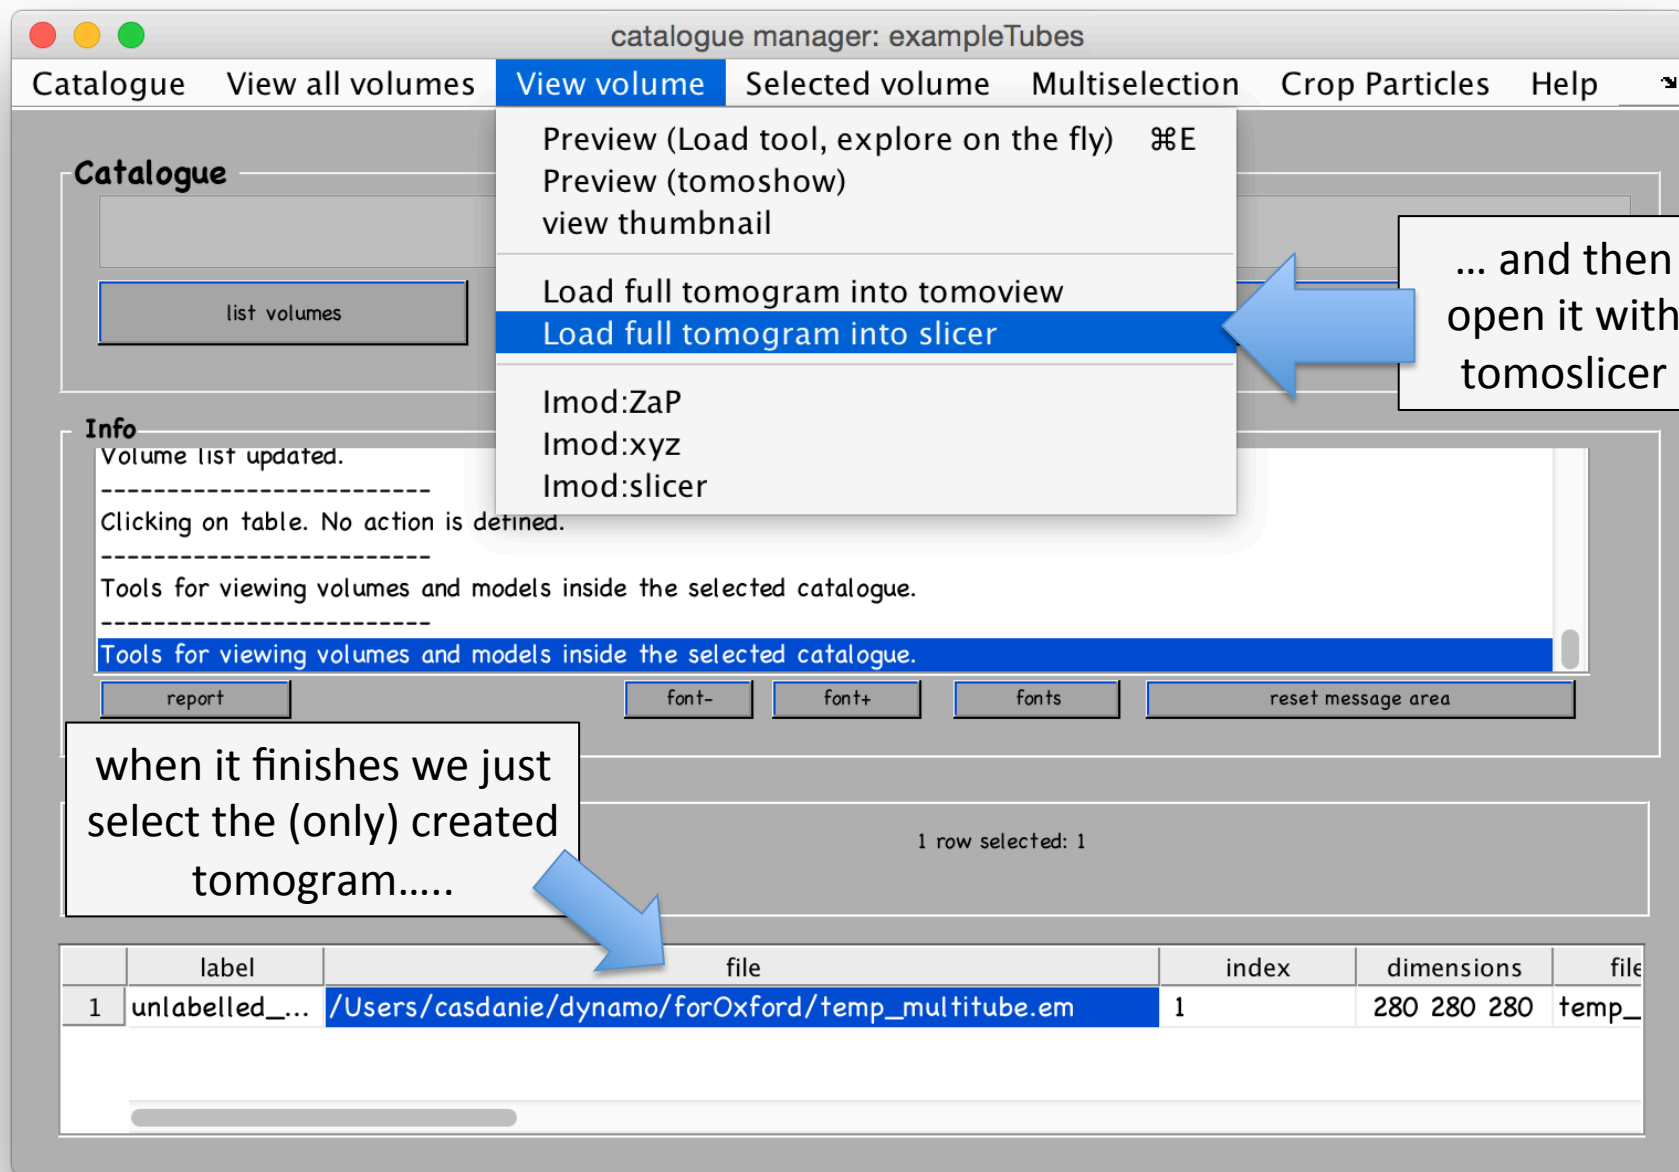 catalogue manager: exampleTubes
Catalogue View all volumes View volume Selected volume Multiselection Crop Particles Help
Preview (Load tool, explore on the fly) ⌘E
Preview (tomoshow)
view thumbnail
Load full tomogram into tomoview
Load full tomogram into slicer
Imod:ZaP
Imod:xyz
Imod:slicer
... and then
open it with
tomoslicer
Catalogue
list volumes
Info
Volume list updated.
-------------------------
Clicking on table. No action is defined.
-------------------------
Tools for viewing volumes and models inside the selected catalogue.
-------------------------
Tools for viewing volumes and models inside the selected catalogue.
report font- font+ fonts reset message area
when it finishes we just
select the (only) created
tomogram.....
1 row selected: 1
label file index dimensions file
1 unlabelled_... /Users/casdanie/dynamo/forOxford/temp_multitube.em 1 280 280 280 temp_